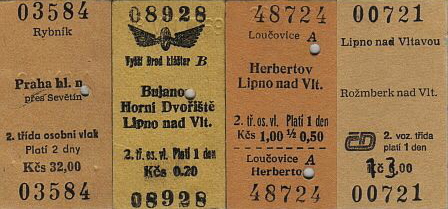 03584
Rybník
Praha hl. n.
přes Sevětín
2. třída osobní vlak
Platí 2 dny
Kčs 32,00
03584
08928
Vyšší Brod klášter B
Bujanov
Horní Dvořiště
Lipno nad Vlt.
2. tř. os. vl. Platí 1 den
Kčs 0.20
08928
48724
Loučovice A
Herbertov
Lipno nad Vlt.
2. tř. os. vl. Platí 1 den
Kčs 1,00 ½ 0,50
Loučovice A
Herberto
48724
00721
Lipno nad Vltavou
Rožmberk nad Vlt.
ČD 2. voz. třída
platí 1 den
13
00721